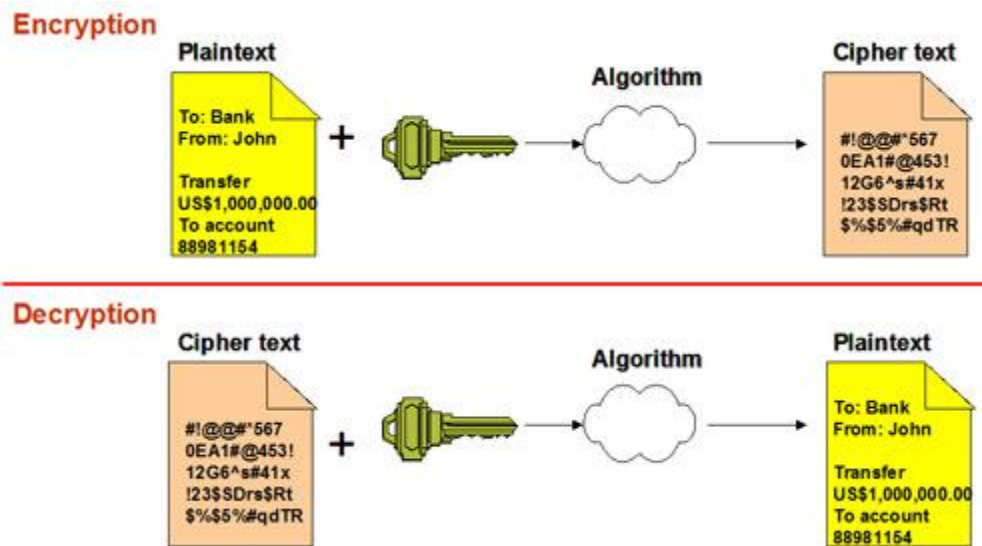 Encryption
Plaintext
To: Bank
From: John
Transfer
US$1,000,000.00
To account
88981154
+
Algorithm
Cipher text
#!@@#*567
0EA1#@453!
12G6^s#41x
!23$SDrs$Rt
$%$5%#qdTR
Decryption
Cipher text
#!@@#*567
0EA1#@453!
12G6^s#41x
!23$SDrs$Rt
$%$5%#qdTR
+
Algorithm
Plaintext
To: Bank
From: John
Transfer
US$1,000,000.00
To account
88981154